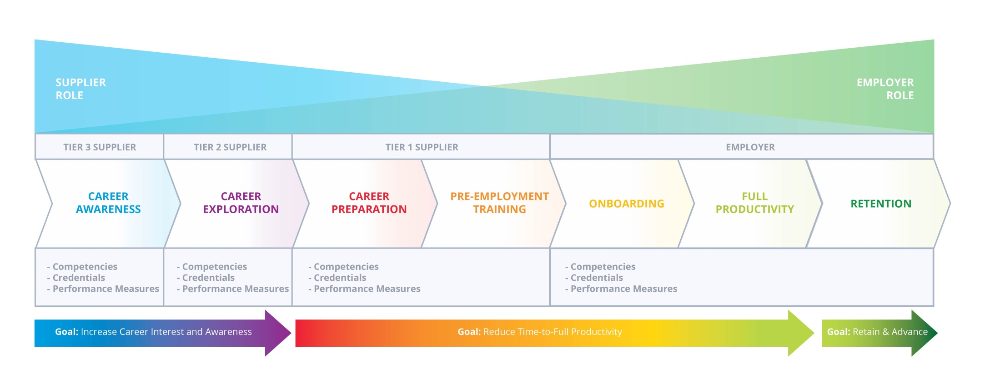 SUPPLIER
ROLE
EMPLOYER
ROLE
TIER 3 SUPPLIER
TIER 2 SUPPLIER
TIER 1 SUPPLIER
EMPLOYER
CAREER
AWARENESS
CAREER
EXPLORATION
CAREER
PREPARATION
PRE-EMPLOYMENT
TRAINING
ONBOARDING
FULL
PRODUCTIVITY
RETENTION
- Competencies
- Credentials
- Performance Measures
- Competencies
- Credentials
- Performance Measures
- Competencies
- Credentials
- Performance Measures
- Competencies
- Credentials
- Performance Measures
Goal: Increase Career Interest and Awareness
Goal: Reduce Time-to-Full Productivity
Goal: Retain & Advance